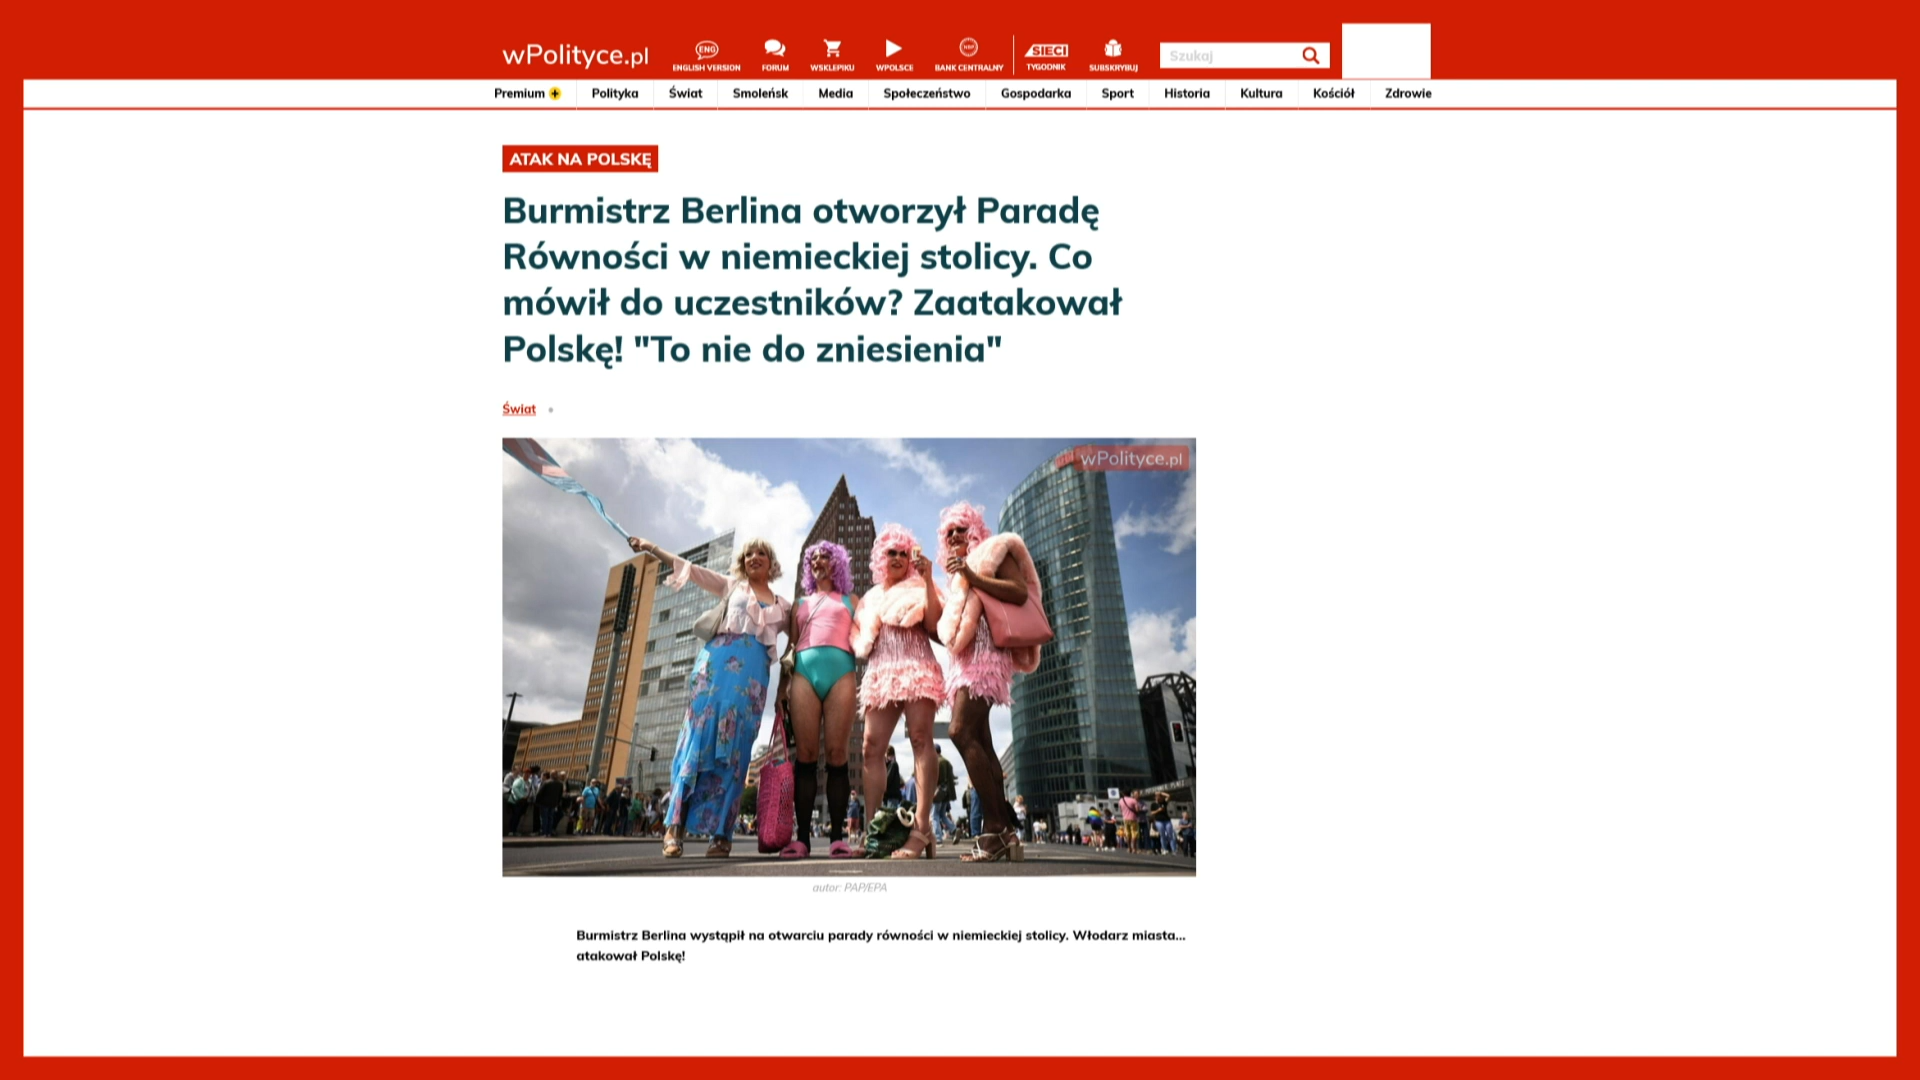 wPolityce.pl
ENG
ENGLISH VERSION
FORUM
WSKLEPIKU
WPOLSCE
NBP
BANK CENTRALNY
SIECI
TYGODNIK
SUBSKRYBUJ
Szukaj
Premium +
Polityka
Świat
Smoleńsk
Media
Społeczeństwo
Gospodarka
Sport
Historia
Kultura
Kościół
Zdrowie
ATAK NA POLSKĘ
Burmistrz Berlina otworzył Paradę
Równości w niemieckiej stolicy. Co
mówił do uczestników? Zaatakował
Polskę! "To nie do zniesienia"
Świat
wPolityce.pl
autor: PAP/EPA
Burmistrz Berlina wystąpił na otwarciu parady równości w niemieckiej stolicy. Włodarz miasta...
atakował Polskę!